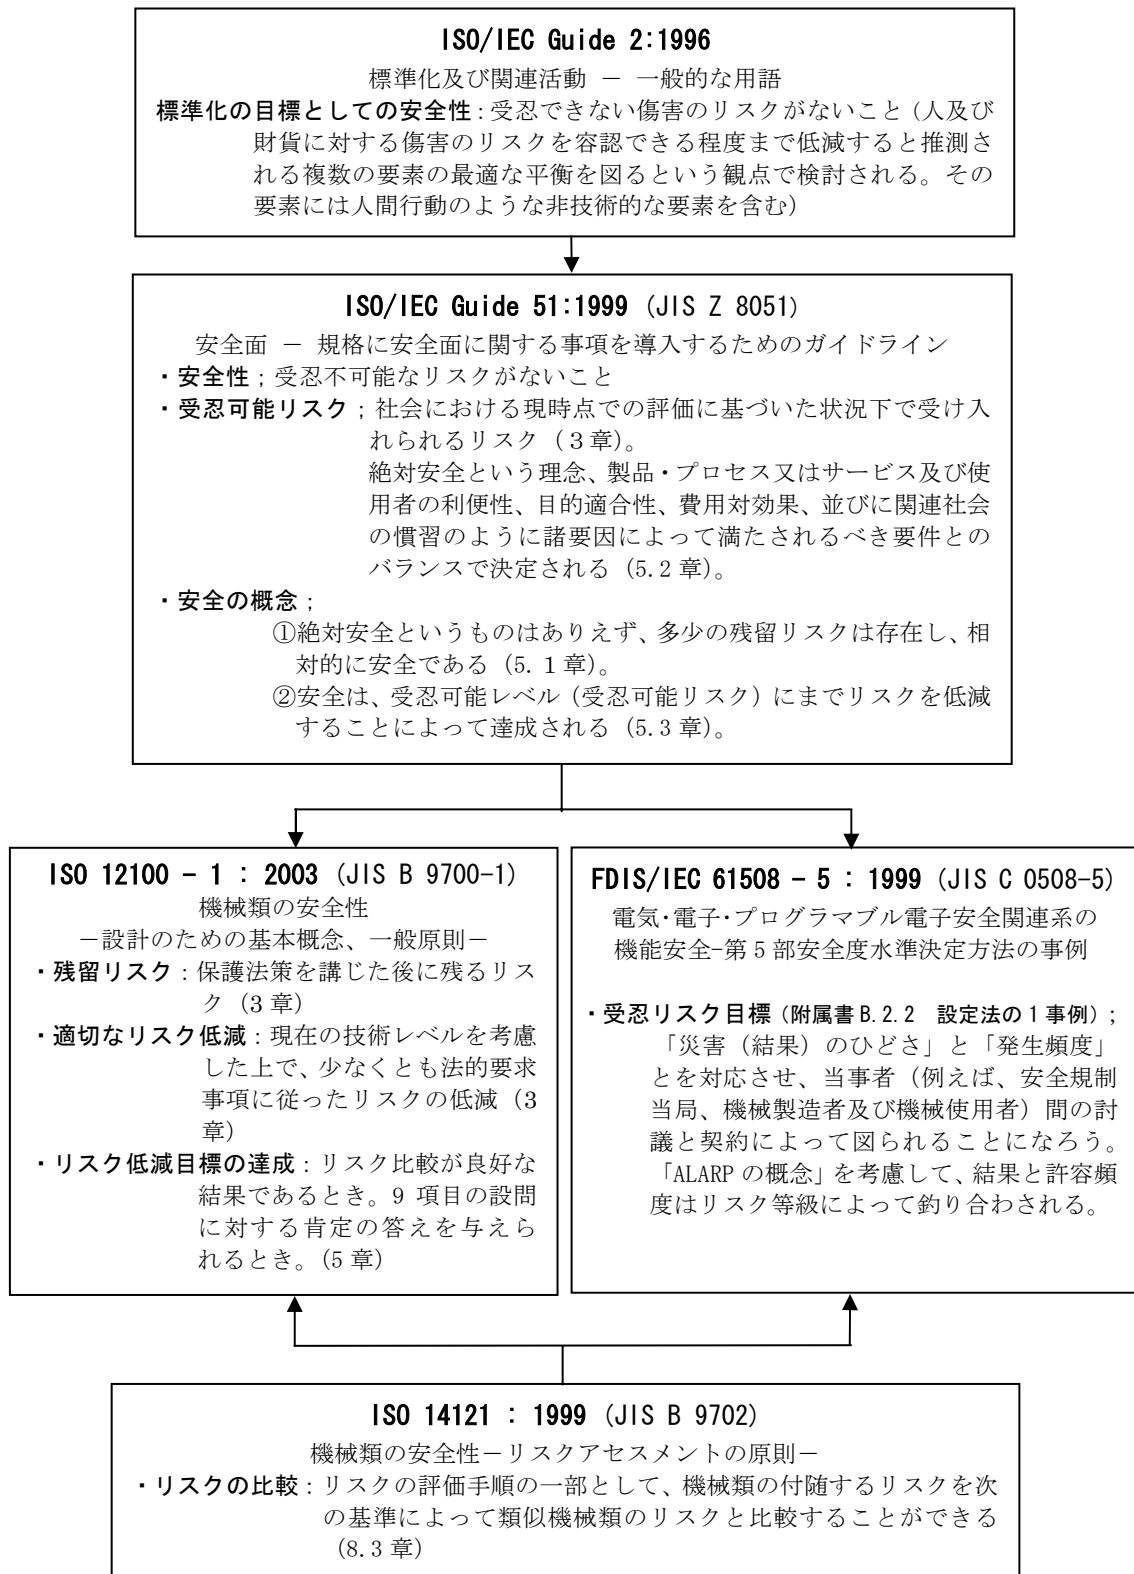 ISO/IEC Guide 2:1996
標準化及び関連活動 － 一般的な用語
標準化の目標としての安全性：受忍できない傷害のリスクがないこと（人及び
財貨に対する傷害のリスクを容認できる程度まで低減すると推測さ
れる複数の要素の最適な平衡を図るという観点で検討される。その
要素には人間行動のような非技術的な要素を含む）
ISO/IEC Guide 51:1999（JIS Z 8051）
安全面 － 規格に安全面に関する事項を導入するためのガイドライン
・安全性；受忍不可能なリスクがないこと
・受忍可能リスク；社会における現時点での評価に基づいた状況下で受け入
れられるリスク（３章）。
絶対安全という理念、製品・プロセス又はサービス及び使
用者の利便性、目的適合性、費用対効果、並びに関連社会
の慣習のように諸要因によって満たされるべき要件との
バランスで決定される（5.2 章）。
・安全の概念；
①絶対安全というものはありえず、多少の残留リスクは存在し、相
対的に安全である（5.１章）。
②安全は、受忍可能レベル（受忍可能リスク）にまでリスクを低減
することによって達成される（5.3 章）。
ISO 12100 － 1 : 2003（JIS B 9700-1）
機械類の安全性
－設計のための基本概念、一般原則－
・残留リスク：保護法策を講じた後に残るリス
ク（3 章）
・適切なリスク低減：現在の技術レベルを考慮
した上で、少なくとも法的要求
事項に従ったリスクの低減（3
章）
・リスク低減目標の達成：リスク比較が良好な
結果であるとき。9 項目の設問
に対する肯定の答えを与えら
れるとき。（5 章）
FDIS/IEC 61508 － 5 : 1999（JIS C 0508-5）
電気・電子・プログラマブル電子安全関連系の
機能安全-第 5 部安全度水準決定方法の事例
・受忍リスク目標（附属書 B.2.2　設定法の 1 事例）；
「災害（結果）のひどさ」と「発生頻度」
とを対応させ、当事者（例えば、安全規制
当局、機械製造者及び機械使用者）間の討
議と契約によって図られることになろう。
「ALARP の概念」を考慮して、結果と許容頻
度はリスク等級によって釣り合わされる。
ISO 14121 : 1999（JIS B 9702）
機械類の安全性－リスクアセスメントの原則－
・リスクの比較：リスクの評価手順の一部として、機械類の付随するリスクを次
の基準によって類似機械類のリスクと比較することができる
（8.3 章）